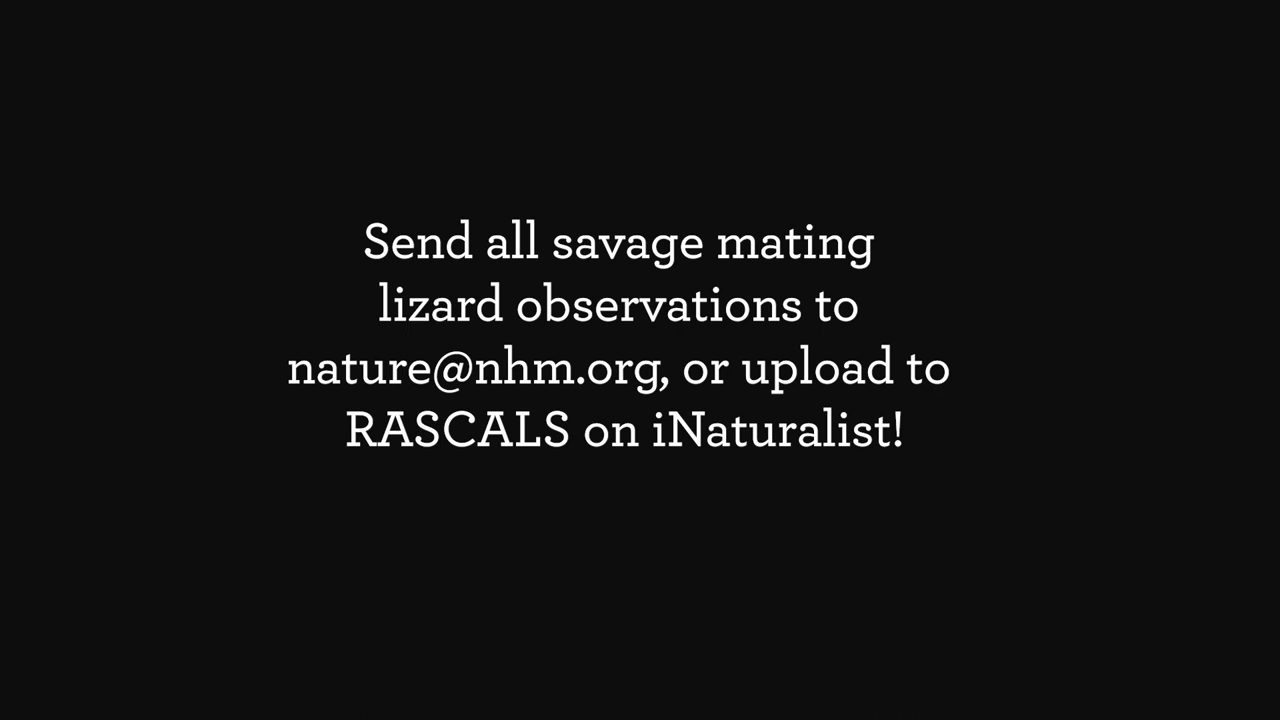 Send all savage mating
lizard observations to
nature@nhm.org, or upload to
RASCALS on iNaturalist!